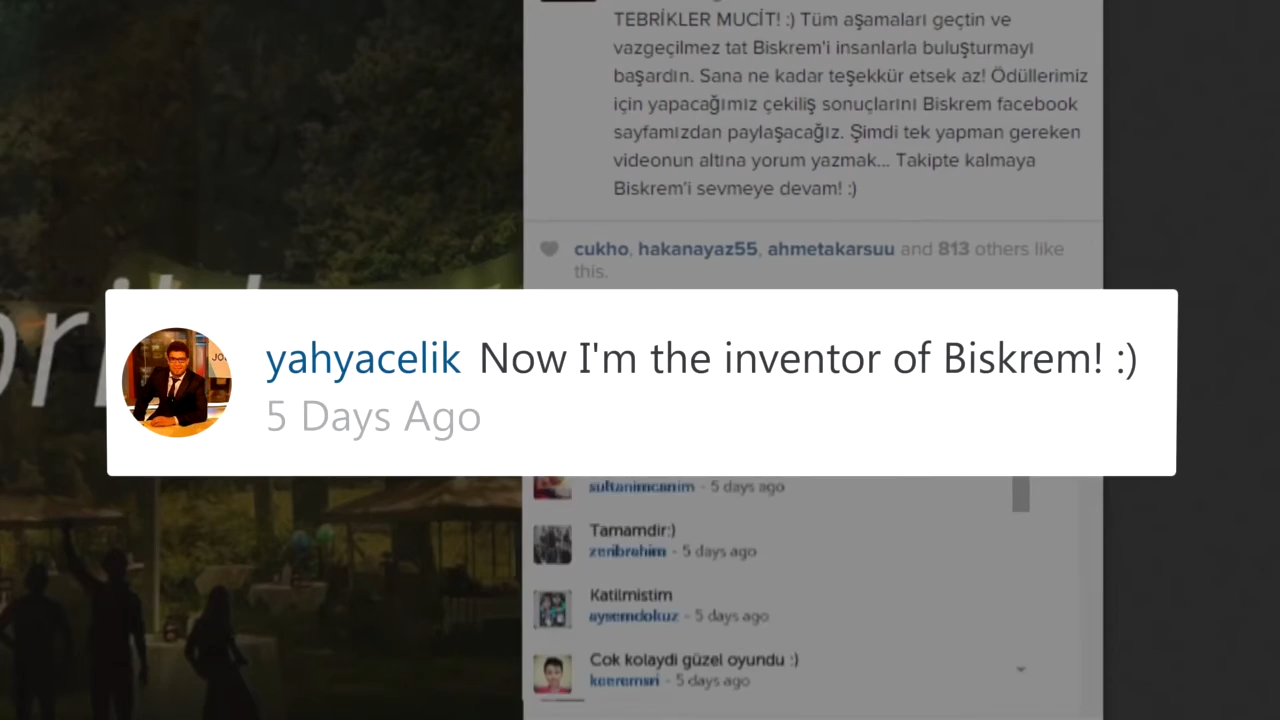 TEBRİKLER MUCİT! :) Tüm aşamaları geçtin ve
vazgeçilmez tat Biskrem'i insanlarla buluşturmayı
başardın. Sana ne kadar teşekkür etsek az! Ödüllerimiz
için yapacağımız çekiliş sonuçlarını Biskrem facebook
sayfamızdan paylaşacağız. Şimdi tek yapman gereken
videonun altına yorum yazmak... Takipte kalmaya
Biskrem'i sevmeye devam! :)
cukho, hakanayaz55, ahmetakarsuu and 813 others like
this.
yahyacelik Now I'm the inventor of Biskrem! :)
5 Days Ago
sultanimcanim - 5 days ago
Tamamdir:)
zeribrahim - 5 days ago
Katilmistim
aysemdokuz - 5 days ago
Cok kolaydi güzel oyundu :)
5 days ago